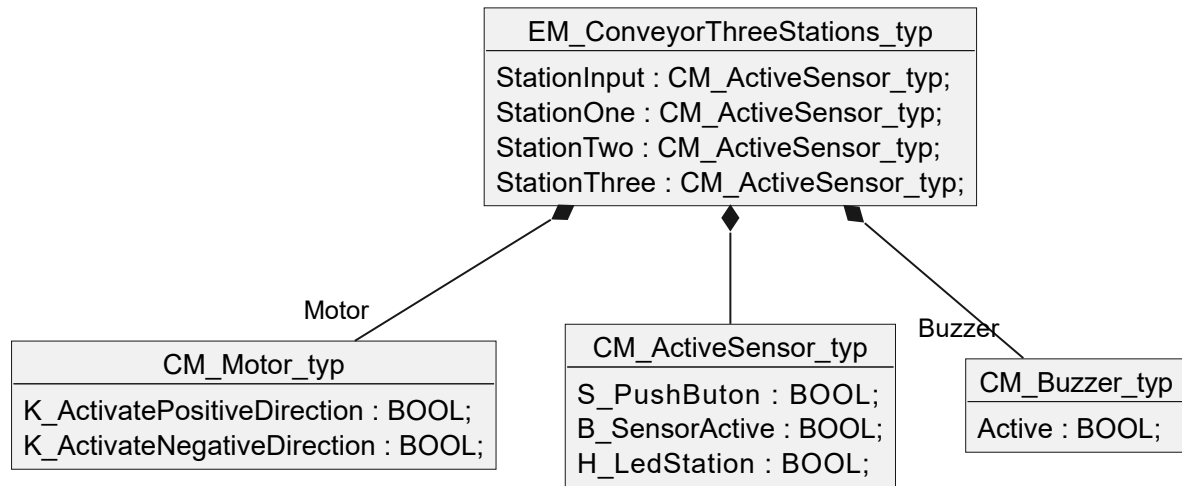 EM_ConveyorThreeStations_typ
StationInput : CM_ActiveSensor_typ;
StationOne : CM_ActiveSensor_typ;
StationTwo : CM_ActiveSensor_typ;
StationThree : CM_ActiveSensor_typ;
Motor
Buzzer
CM_Motor_typ
K_ActivatePositiveDirection : BOOL;
K_ActivateNegativeDirection : BOOL;
CM_ActiveSensor_typ
S_PushButon : BOOL;
B_SensorActive : BOOL;
H_LedStation : BOOL;
CM_Buzzer_typ
Active : BOOL;